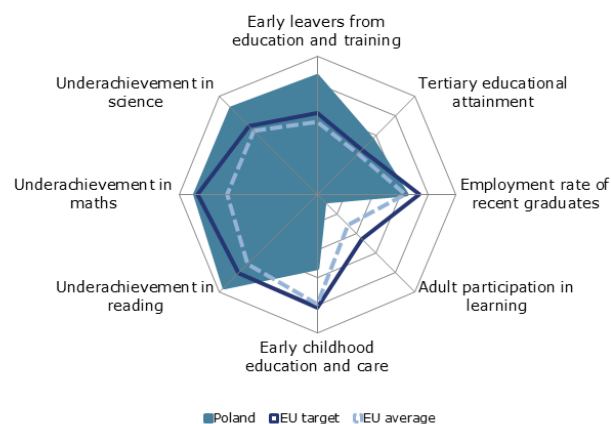 Early leavers from
education and training
Underachievement in
science
Tertiary educational
attainment
Underachievement in
maths
Employment rate of
recent graduates
Underachievement in
reading
Adult participation in
learning
Early childhood
education and care
Poland EU target EU average